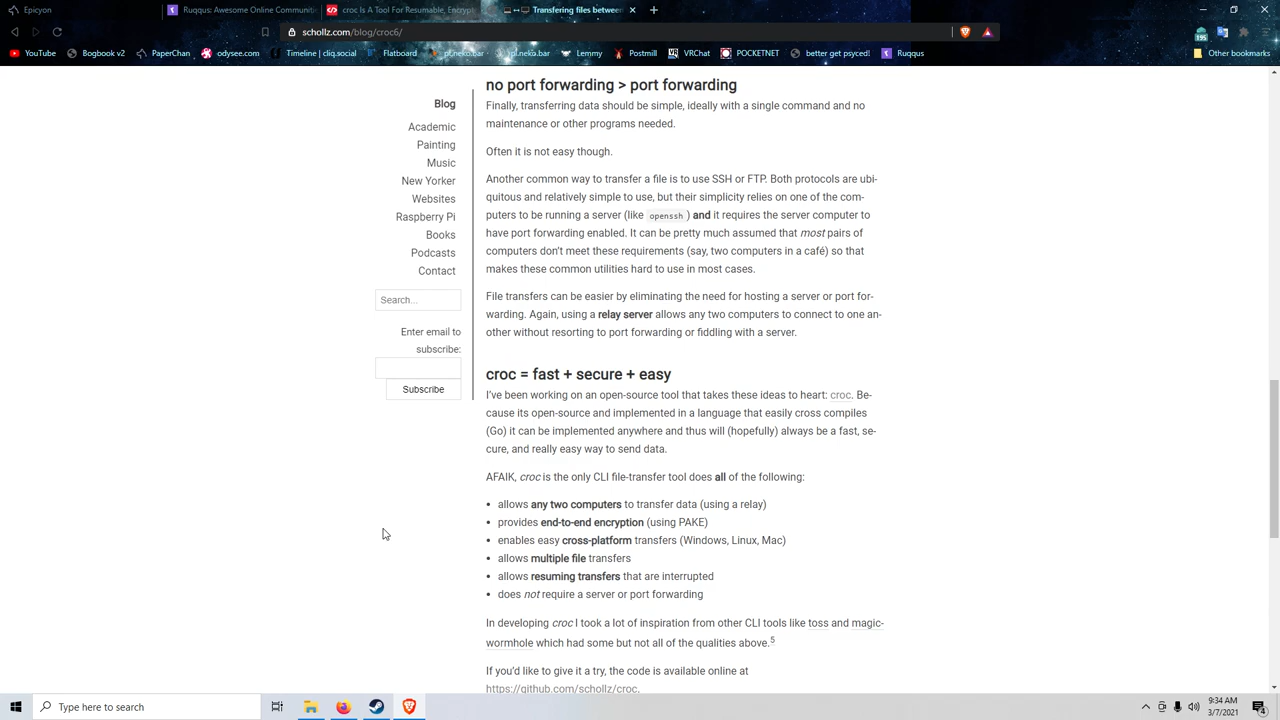 Epicyon
Ruqqus: Awesome Online Communit
croc Is A Tool For Resumable, Encrypt
Transfering files between
schollz.com/blog/croc6/
YouTube
Bogbook v2
PaperChan
odysee.com
Timeline | cliq.social
Flatboard
pl.neko.bar
pl.neko.bar
Lemmy
Postmill
VRChat
POCKETNET
better get psyced!
Ruqqus
Other bookmarks
Blog
Academic
Painting
Music
New Yorker
Websites
Raspberry Pi
Books
Podcasts
Contact
Search...
Enter email to
subscribe:
Subscribe
no port forwarding > port forwarding
Finally, transferring data should be simple, ideally with a single command and no
maintenance or other programs needed.
Often it is not easy though.
Another common way to transfer a file is to use SSH or FTP. Both protocols are ubi-
quitous and relatively simple to use, but their simplicity relies on one of the com-
puters to be running a server (like openssh ) and it requires the server computer to
have port forwarding enabled. It can be pretty much assumed that most pairs of
computers don't meet these requirements (say, two computers in a café) so that
makes these common utilities hard to use in most cases.
File transfers can be easier by eliminating the need for hosting a server or port for-
warding. Again, using a relay server allows any two computers to connect to one an-
other without resorting to port forwarding or fiddling with a server.
croc = fast + secure + easy
I've been working on an open-source tool that takes these ideas to heart: croc. Be-
cause its open-source and implemented in a language that easily cross compiles
(Go) it can be implemented anywhere and thus will (hopefully) always be a fast, se-
cure, and really easy way to send data.
AFAIK, croc is the only CLI file-transfer tool does all of the following:
• allows any two computers to transfer data (using a relay)
• provides end-to-end encryption (using PAKE)
• enables easy cross-platform transfers (Windows, Linux, Mac)
• allows multiple file transfers
• allows resuming transfers that are interrupted
• does not require a server or port forwarding
In developing croc I took a lot of inspiration from other CLI tools like toss and magic-
wormhole which had some but not all of the qualities above.5
If you'd like to give it a try, the code is available online at
https://github.com/schollz/croc.
Type here to search
9:34 AM
3/7/2021
4